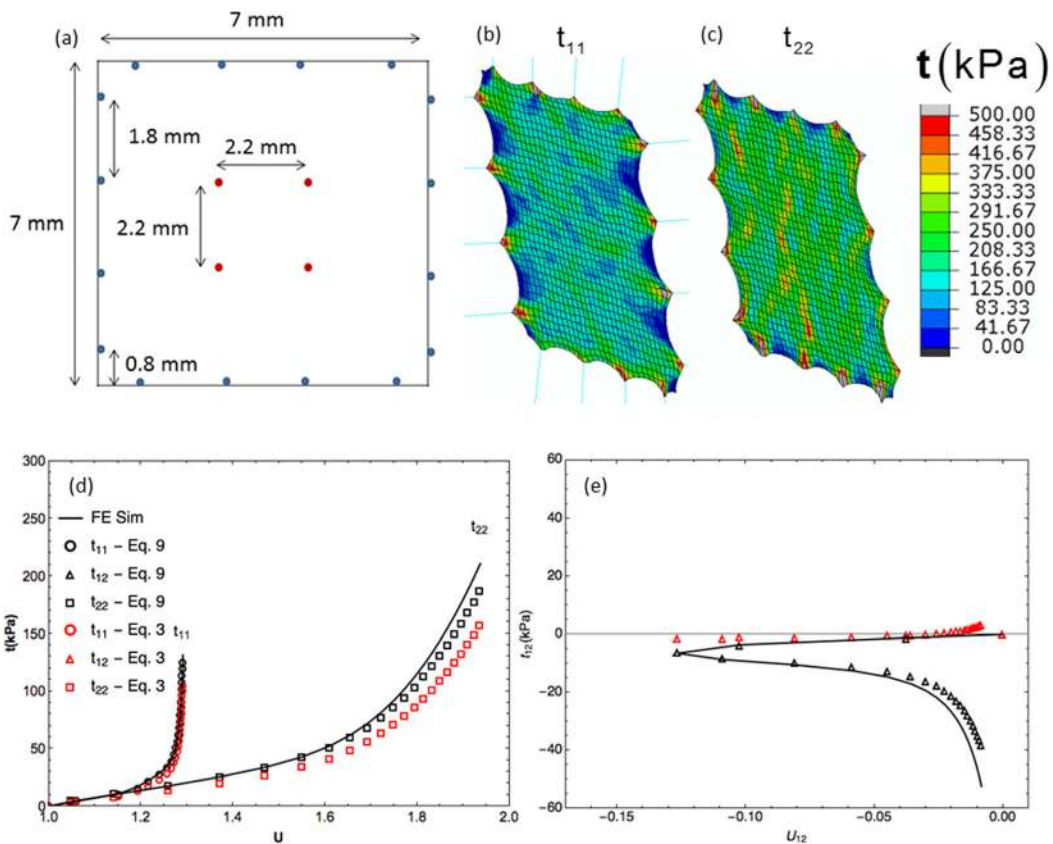 (a)
7 mm
7 mm
1.8 mm
2.2 mm
2.2 mm
0.8 mm
(b)
t11
(c)
t22
t (kPa)
500.00
458.33
416.67
375.00
333.33
291.67
250.00
208.33
166.67
125.00
83.33
41.67
0.00
(d)
300
250
200
150
100
50
0
t(kPa)
FE Sim
t11 – Eq. 9
t12 – Eq. 9
t22 – Eq. 9
t11 – Eq. 3
t12 – Eq. 3
t22 – Eq. 3
t11
t22
1.0
1.2
1.4
1.6
1.8
2.0
U
(e)
60
40
20
0
−20
−40
−60
t12(kPa)
−0.15
−0.10
−0.05
0.00
U12